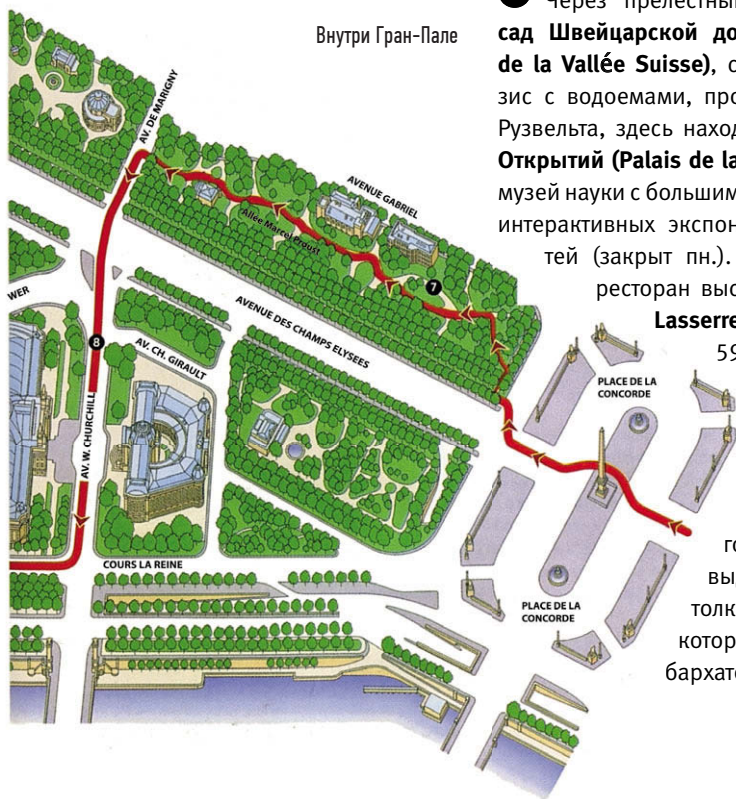 Внутри Гран-Пале
Через прелестный
сад Швейцарской до
de la Vallée Suisse), о
зис с водоемами, про
Рузвельта, здесь наход
Открытий (Palais de la
музей науки с большим
интерактивных экспон
тей (закрыт пн.).
ресторан выс
Lasserre
59
го
толк
котор
AV. DE MARIGNY
AVENUE GABRIEL
Allée Marcel Proust
7
AVENUE DES CHAMPS ELYSEES
WER
8
AV. CH. GIRAULT
PLACE DE LA
CONCORDE
AV. W. CHURCHILL
COURS LA REINE
PLACE DE LA
CONCORDE